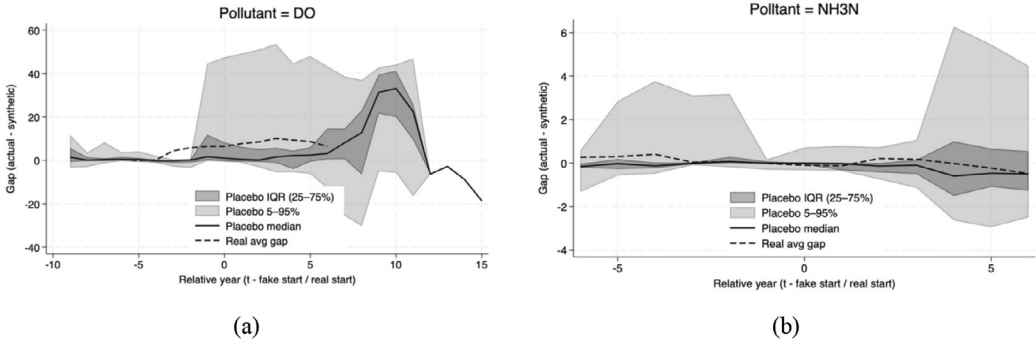 Pollutant = DO
60
40
20
0
-20
-40
Gap (actual - synthetic)
Placebo IQR (25–75%)
Placebo 5–95%
Placebo median
Real avg gap
-10
-5
0
5
10
15
Relative year (t - fake start / real start)
(a)
Polltant = NH3N
6
4
2
0
-2
-4
Gap (actual - synthetic)
Placebo IQR (25–75%)
Placebo 5–95%
Placebo median
Real avg gap
-5
0
5
Relative year (t - fake start / real start)
(b)